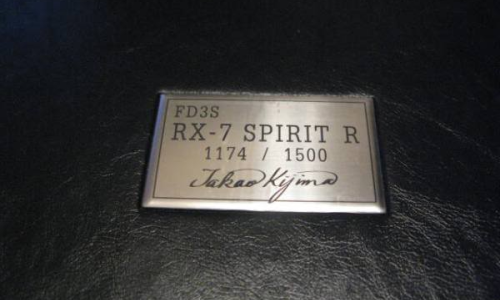 FD3S
RX-7 SPIRIT R
1174 / 1500
Takao Kijima